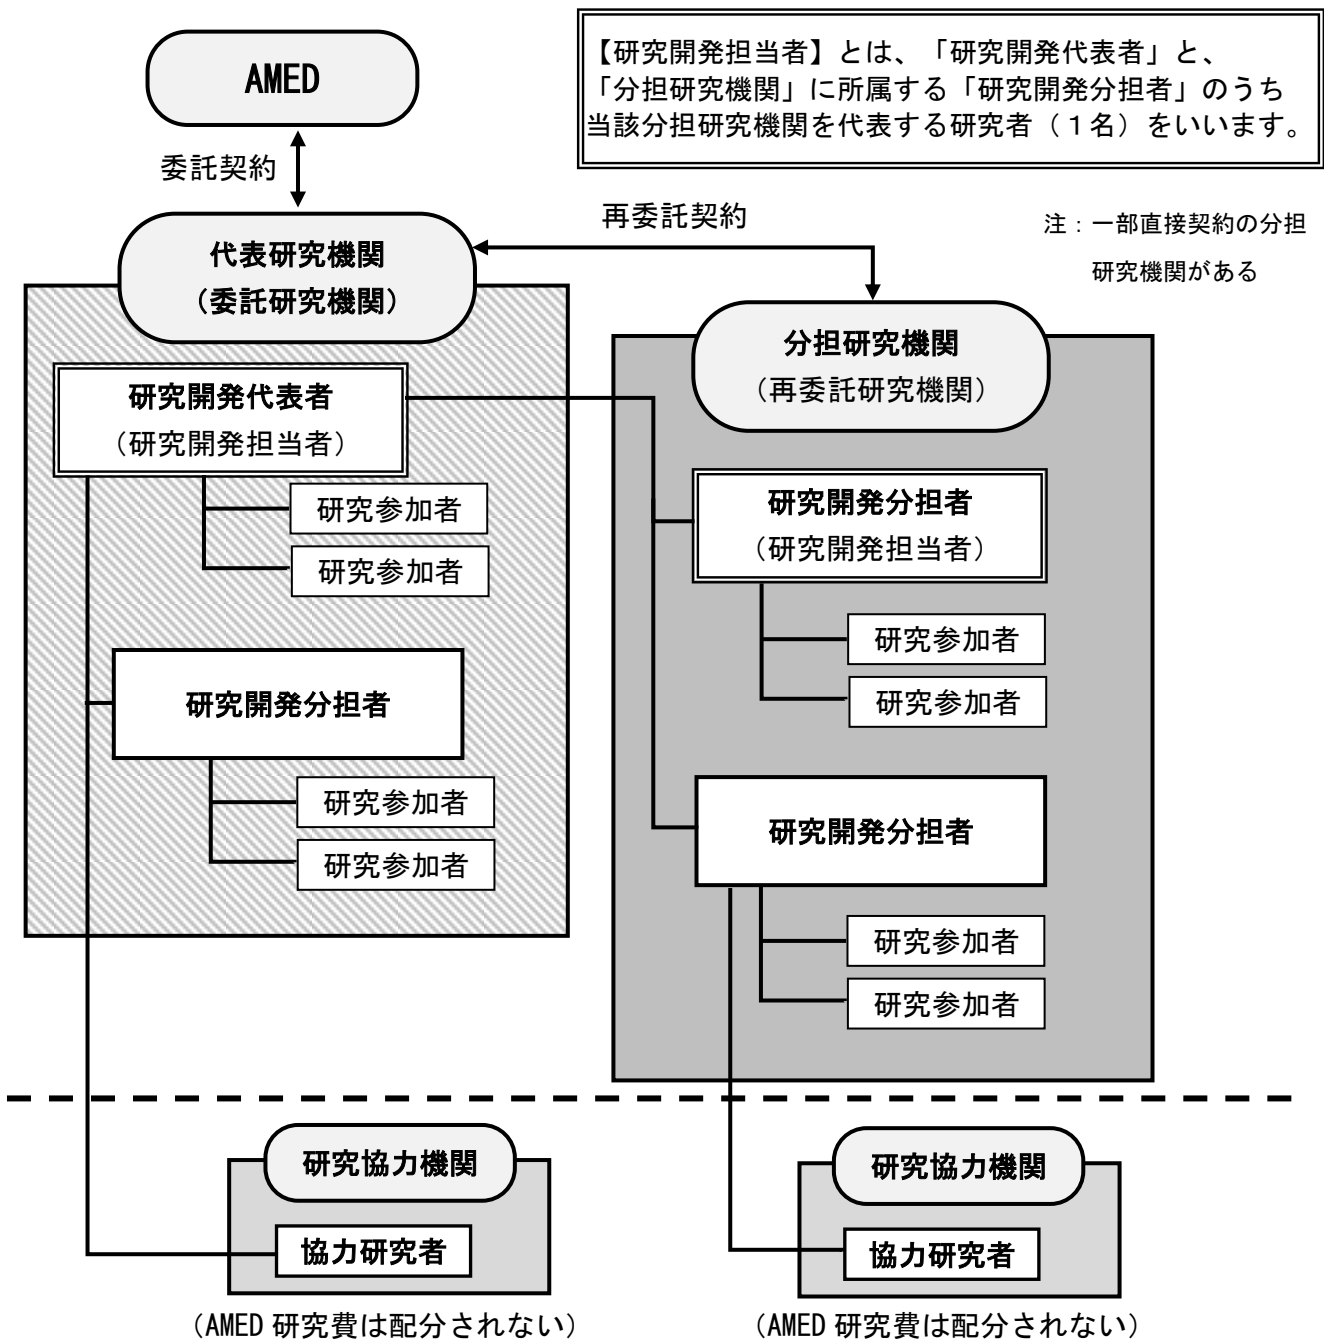 AMED
【研究開発担当者】とは、「研究開発代表者」と、
「分担研究機関」に所属する「研究開発分担者」のうち
当該分担研究機関を代表する研究者（１名）をいいます。
委託契約
再委託契約
注：一部直接契約の分担
研究機関がある
代表研究機関
（委託研究機関）
分担研究機関
（再委託研究機関）
研究開発代表者
（研究開発担当者）
研究参加者
研究参加者
研究開発分担者
研究参加者
研究参加者
研究開発分担者
（研究開発担当者）
研究参加者
研究参加者
研究開発分担者
研究参加者
研究参加者
研究協力機関
協力研究者
（AMED 研究費は配分されない）
研究協力機関
協力研究者
（AMED 研究費は配分されない）